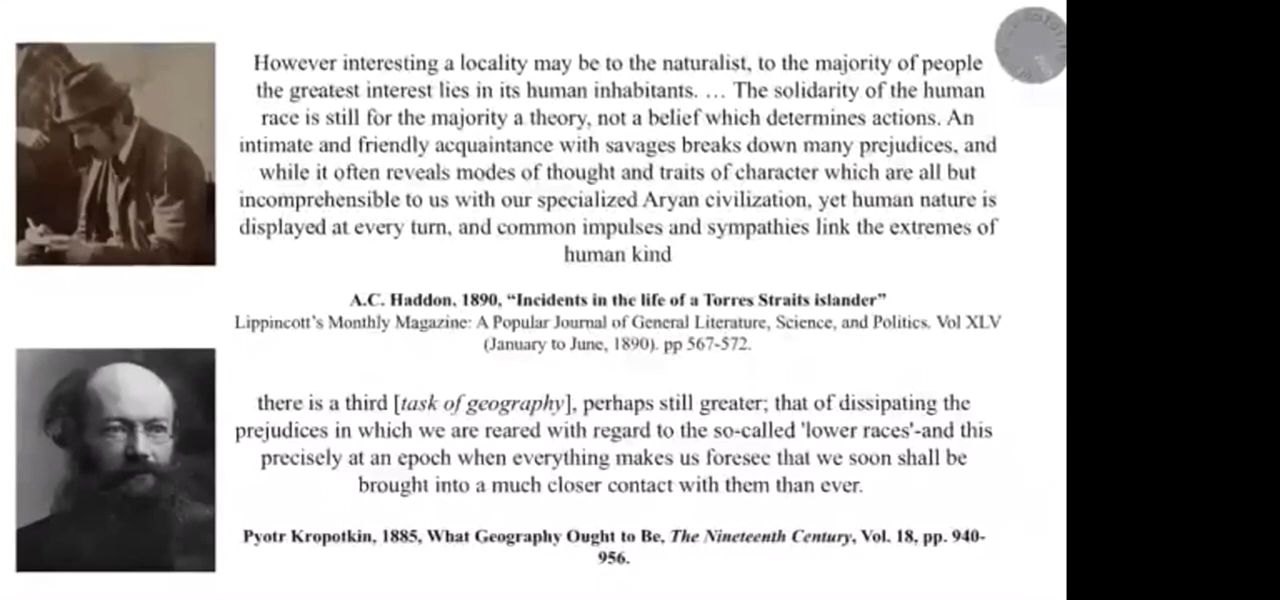 However interesting a locality may be to the naturalist, to the majority of people
the greatest interest lies in its human inhabitants. … The solidarity of the human
race is still for the majority a theory, not a belief which determines actions. An
intimate and friendly acquaintance with savages breaks down many prejudices, and
while it often reveals modes of thought and traits of character which are all but
incomprehensible to us with our specialized Aryan civilization, yet human nature is
displayed at every turn, and common impulses and sympathies link the extremes of
human kind
A.C. Haddon, 1890, “Incidents in the life of a Torres Straits islander”
Lippincott’s Monthly Magazine: A Popular Journal of General Literature, Science, and Politics. Vol XLV
(January to June, 1890). pp 567-572.
there is a third [task of geography], perhaps still greater; that of dissipating the
prejudices in which we are reared with regard to the so-called 'lower races'-and this
precisely at an epoch when everything makes us foresee that we soon shall be
brought into a much closer contact with them than ever.
Pyotr Kropotkin, 1885, What Geography Ought to Be, The Nineteenth Century, Vol. 18, pp. 940-
956.